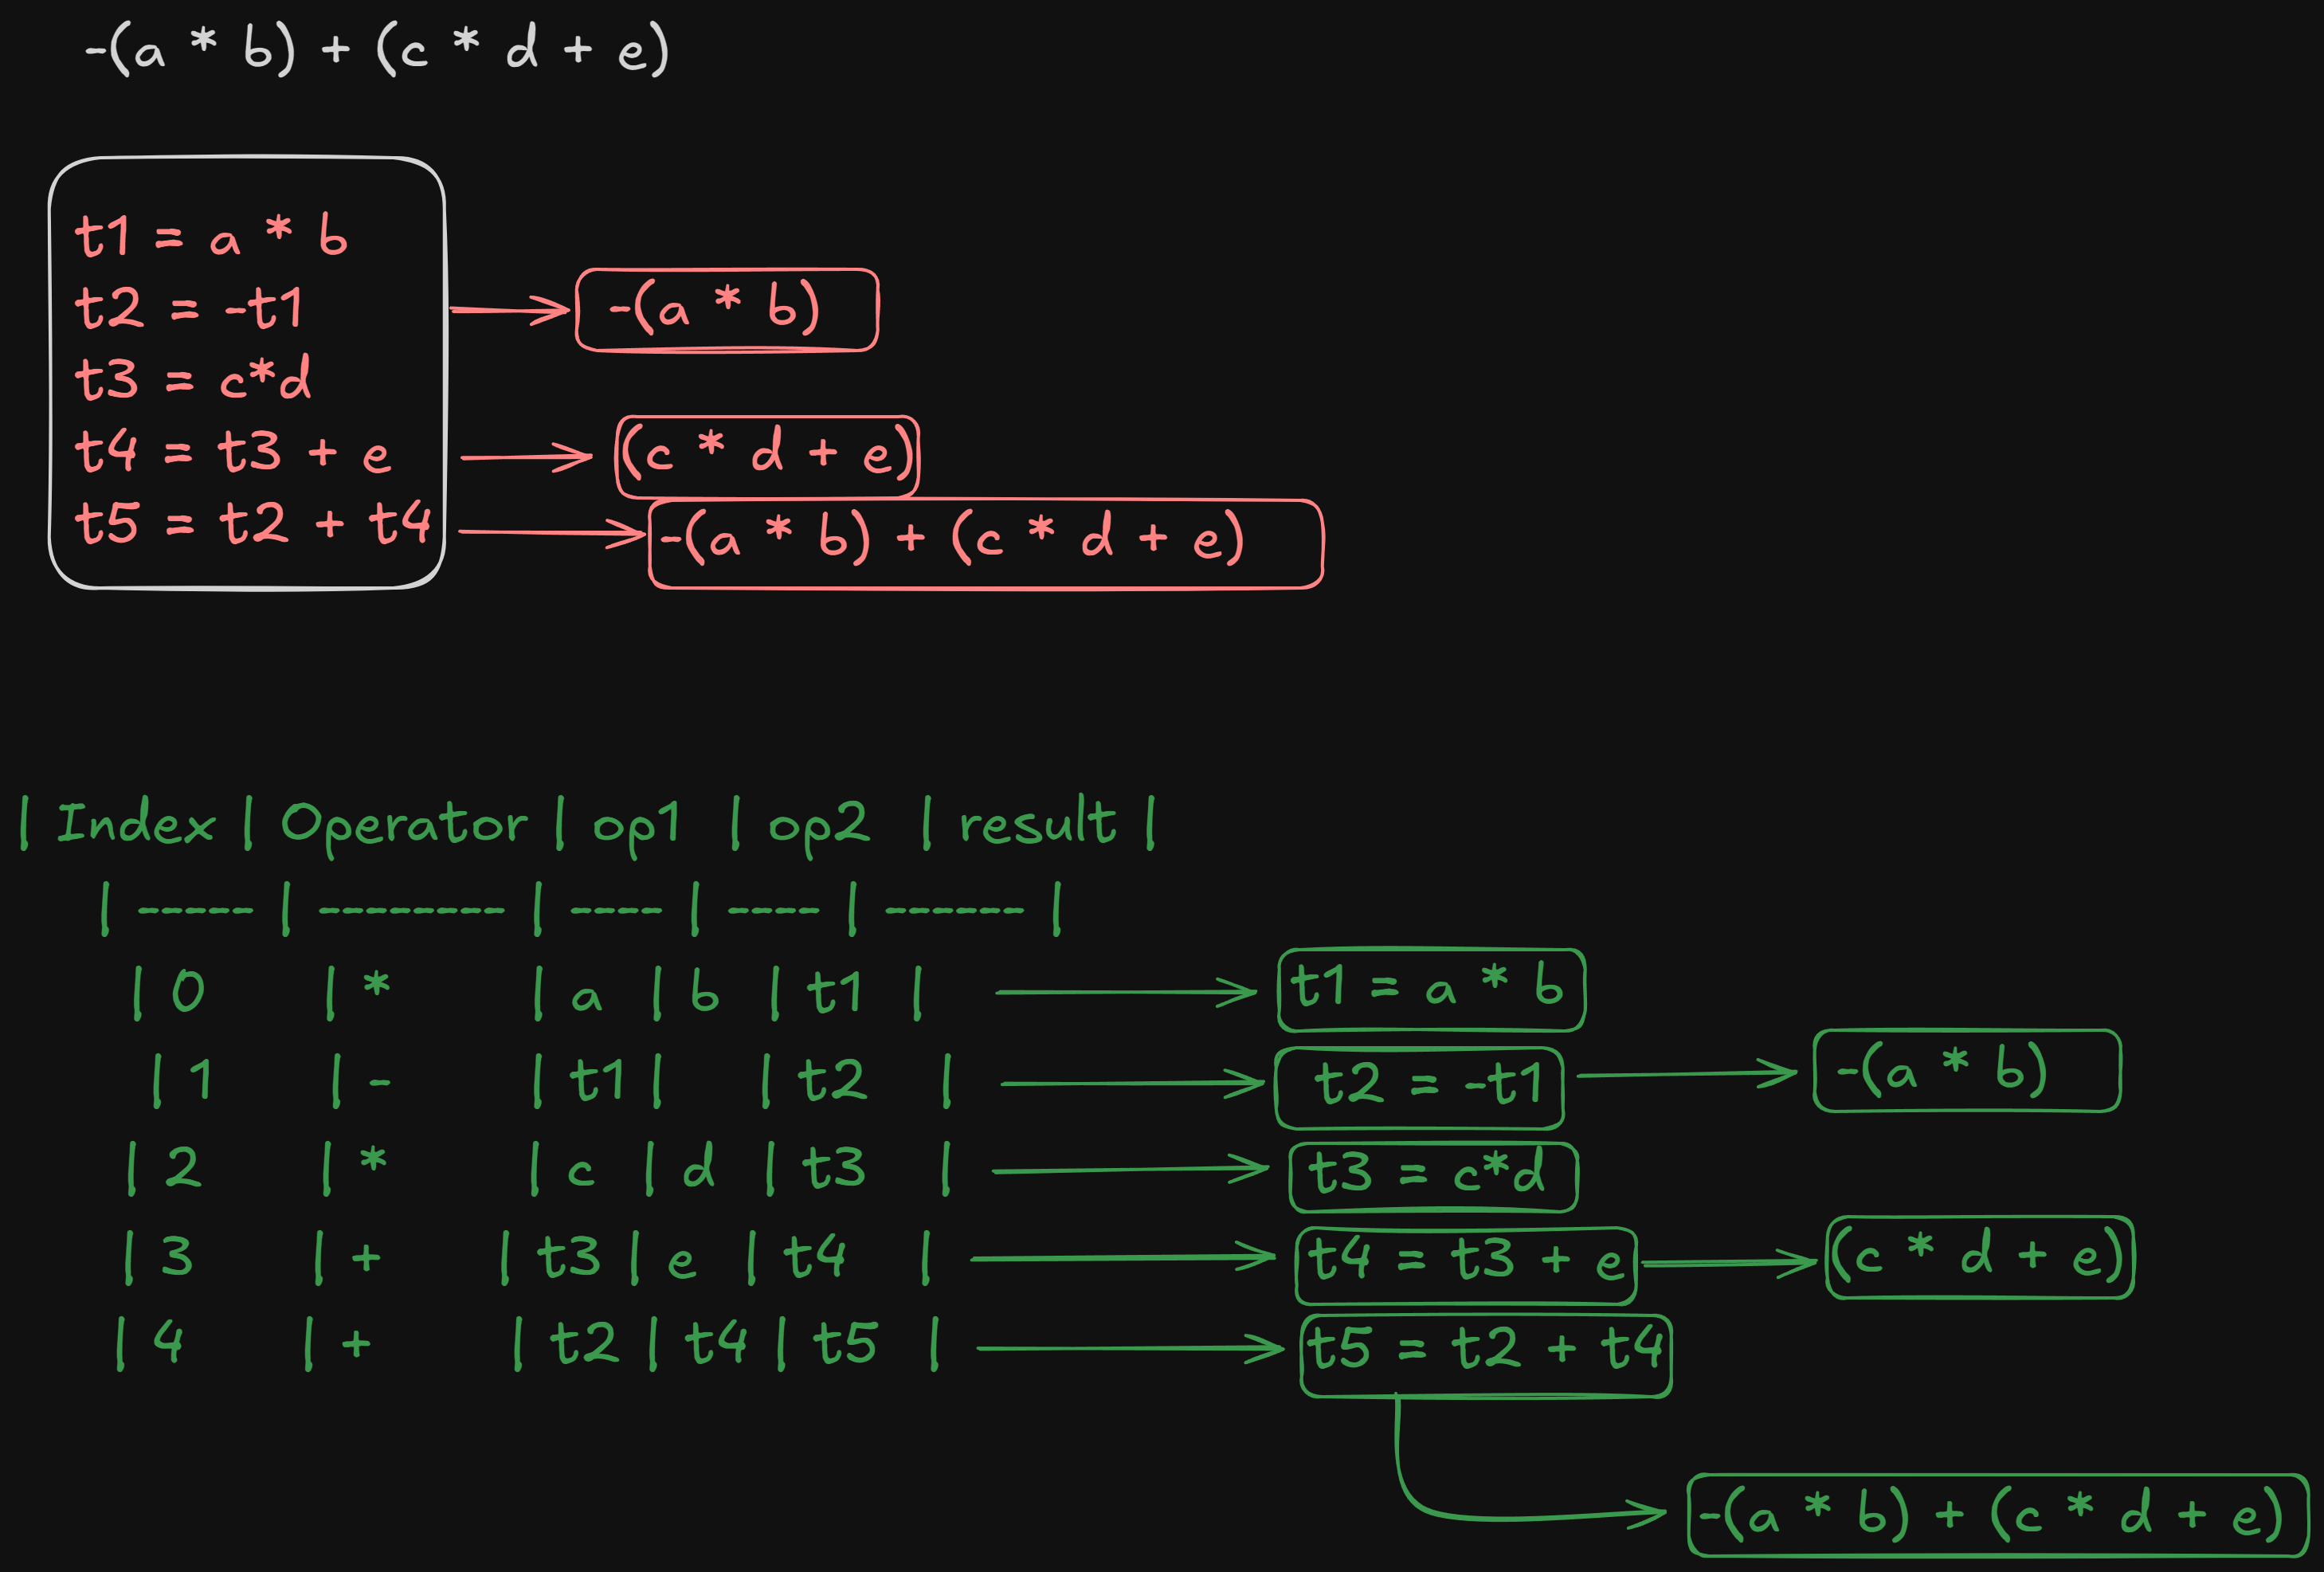 -(a * b) + (c * d + e)
t1 = a * b
t2 = -t1
-(a * b)
t3 = c*d
t4 = t3 + e
(c * d + e)
t5 = t2 + t4
-(a * b) + (c * d + e)
| Index | Operator | op1 | op2 | result |
| ----- | -------- | ---- | ---- | ------ |
| 0 | * | a | b | t1 |
t1 = a * b
| 1 | - | t1 | | t2 |
t2 = -t1
-(a * b)
| 2 | * | c | d | t3 |
t3 = c*d
| 3 | + | t3 | e | t4 |
t4 = t3 + e
(c * d + e)
| 4 | + | t2 | t4 | t5 |
t5 = t2 + t4
-(a * b) + (c * d + e)